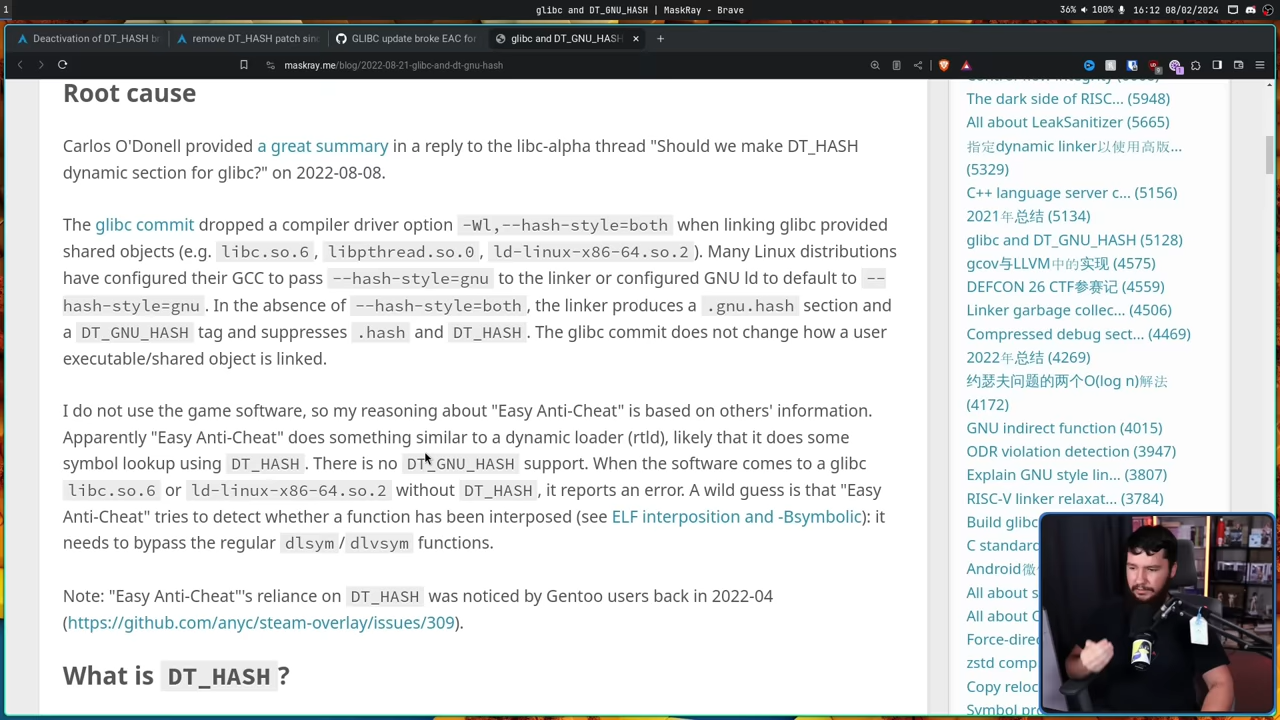 1
glibc and DT_GNU_HASH | MaskRay - Brave
36%
100%
16:12 08/02/2024
Deactivation of DT_HASH br
remove DT_HASH patch sinc
GLIBC update broke EAC for
glibc and DT_GNU_HASH
maskray.me/blog/2022-08-21-glibc-and-dt-gnu-hash
Root cause
Carlos O'Donell provided a great summary in a reply to the libc-alpha thread "Should we make DT_HASH
dynamic section for glibc?" on 2022-08-08.
The glibc commit dropped a compiler driver option -Wl,--hash-style=both when linking glibc provided
shared objects (e.g. libc.so.6, libpthread.so.0, ld-linux-x86-64.so.2). Many Linux distributions
have configured their GCC to pass --hash-style=gnu to the linker or configured GNU ld to default to --
hash-style=gnu. In the absence of --hash-style=both, the linker produces a .gnu.hash section and
a DT_GNU_HASH tag and suppresses .hash and DT_HASH. The glibc commit does not change how a user
executable/shared object is linked.
I do not use the game software, so my reasoning about "Easy Anti-Cheat" is based on others' information.
Apparently "Easy Anti-Cheat" does something similar to a dynamic loader (rtld), likely that it does some
symbol lookup using DT_HASH. There is no DT_GNU_HASH support. When the software comes to a glibc
libc.so.6 or ld-linux-x86-64.so.2 without DT_HASH, it reports an error. A wild guess is that "Easy
Anti-Cheat" tries to detect whether a function has been interposed (see ELF interposition and -Bsymbolic): it
needs to bypass the regular dlsym/dlvsym functions.
Note: "Easy Anti-Cheat"'s reliance on DT_HASH was noticed by Gentoo users back in 2022-04
(https://github.com/anyc/steam-overlay/issues/309).
What is DT_HASH?
The dark side of RISC... (5948)
All about LeakSanitizer (5665)
指定dynamic linker以使用高版...
(5329)
C++ language server c... (5156)
2021年总结 (5134)
glibc and DT_GNU_HASH (5128)
gcov与LLVM中的实现 (4575)
DEFCON 26 CTF参赛记 (4559)
Linker garbage collec... (4506)
Compressed debug sect... (4469)
2022年总结 (4269)
约瑟夫问题的两个O(log n)解法
(4172)
GNU indirect function (4015)
ODR violation detection (3947)
Explain GNU style lin... (3807)
RISC-V linker relaxat... (3784)
Build glibc
C standard
Android
All about s
All about
Force-direc
zstd comp
Copy reloc
Symbol pr